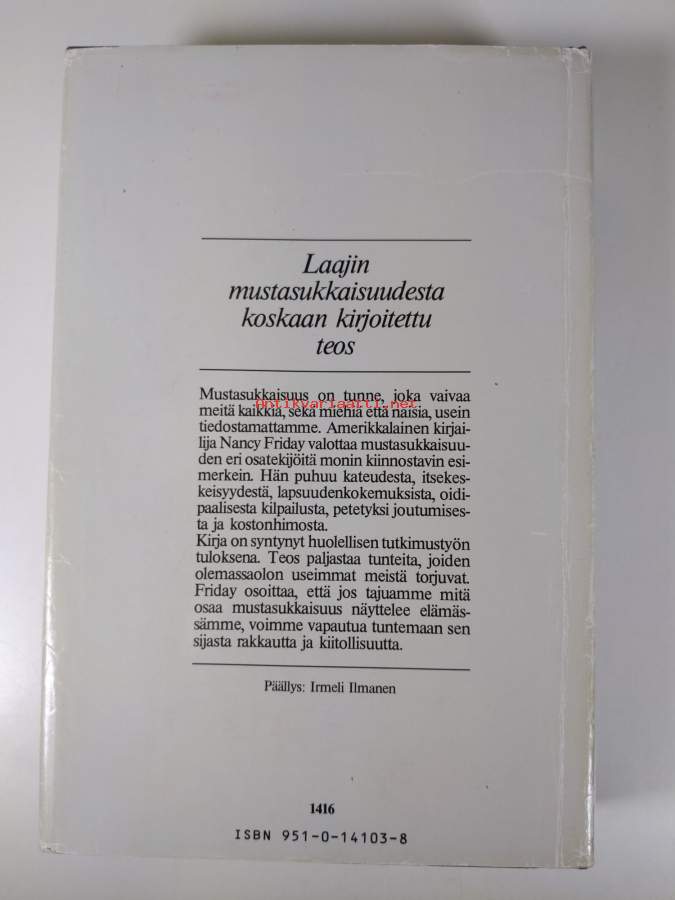 Laajin
mustasukkaisuudesta
koskaan kirjoitettu
teos
Mustasukkaisuus on tunne, joka vaivaa
antikvariaatti.net
meitä kaikkia, sekä miehiä että naisia, usein
tiedostamattamme. Amerikkalainen kirjai-
lija Nancy Friday valottaa mustasukkaisuu-
den eri osatekijöitä monin kiinnostavin esi-
merkein. Hän puhuu kateudesta, itsekes-
keisyydestä, lapsuudenkokemuksista, oidi-
paalisesta kilpailusta, petetyksi joutumises-
ta ja kostonhimosta.
Kirja on syntynyt huolellisen tutkimustyön
tuloksena. Teos paljastaa tunteita, joiden
olemassaolon useimmat meistä torjuvat.
Friday osoittaa, että jos tajuamme mitä
osaa mustasukkaisuus näyttelee elämäs-
sämme, voimme vapautua tuntemaan sen
sijasta rakkautta ja kiitollisuutta.
Päällys: Irmeli Ilmanen
1416
ISBN 951-0-14103-8